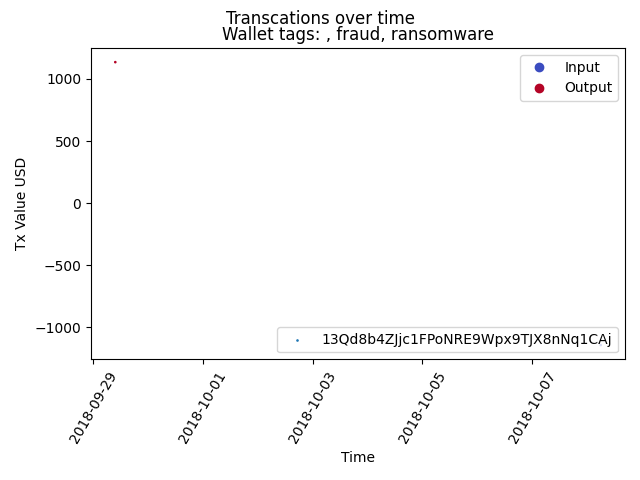 Transcations over time
Wallet tags: , fraud, ransomware
Input
Output
1000
500
0
−500
−1000
Tx Value USD
13Qd8b4ZJjc1FPoNRE9Wpx9TJX8nNq1CAj
2018-09-29
2018-10-01
2018-10-03
2018-10-05
2018-10-07
Time